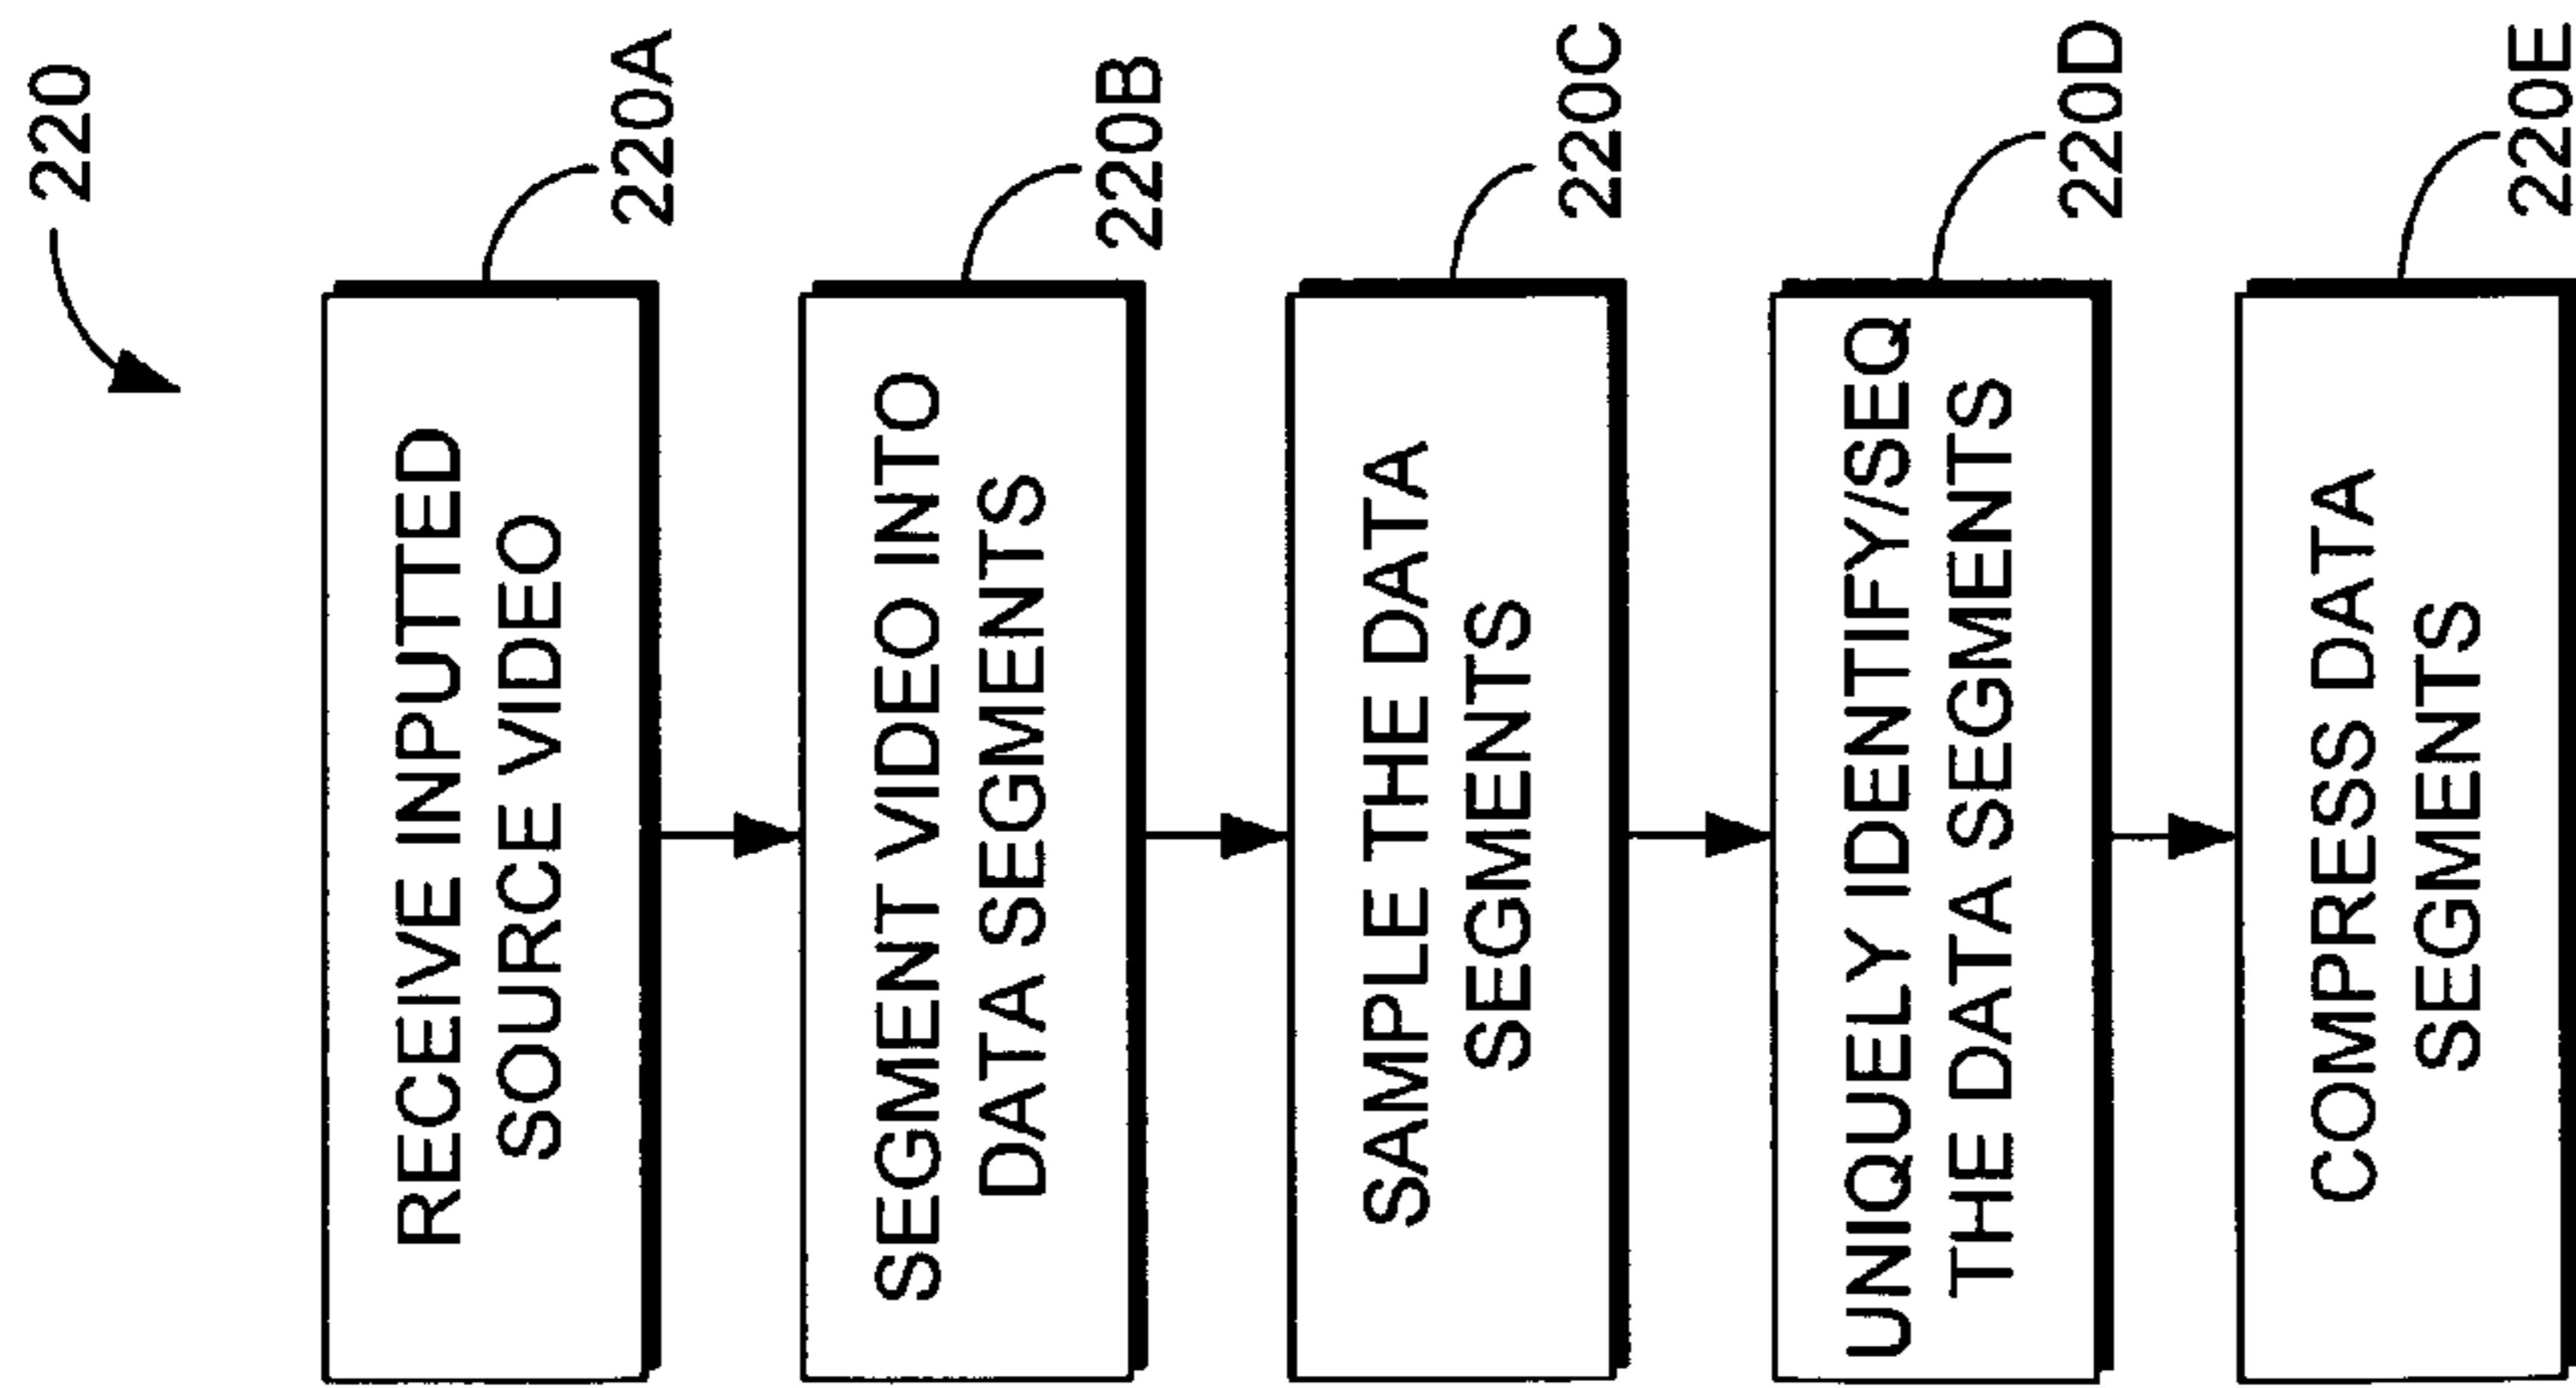 220
RECEIVE INPUTTED
SOURCE VIDEO
220A
SEGMENT VIDEO INTO
DATA SEGMENTS
220B
SAMPLE THE DATA
SEGMENTS
220C
UNIQUELY IDENTIFY/SEQ
THE DATA SEGMENTS
220D
COMPRESS DATA
SEGMENTS
220E